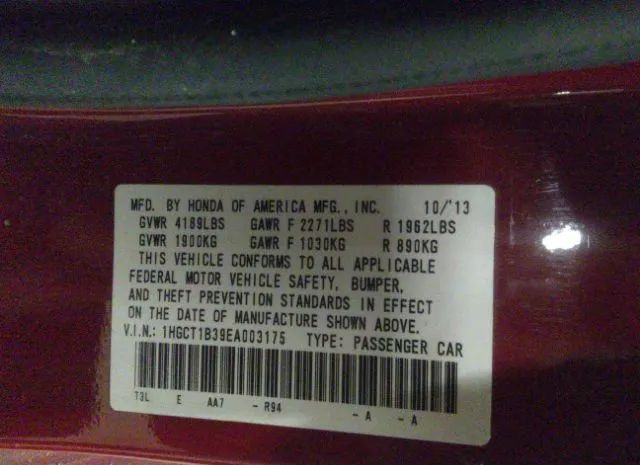 MFD. BY HONDA OF AMERICA MFG., INC. 10/'13
GVWR 4189LBS GAWR F 2271LBS R 1962LBS
GVWR 1900KG GAWR F 1030KG R 890KG
THIS VEHICLE CONFORMS TO ALL APPLICABLE
FEDERAL MOTOR VEHICLE SAFETY, BUMPER,
AND THEFT PREVENTION STANDARDS IN EFFECT
ON THE DATE OF MANUFACTURE SHOWN ABOVE.
V.I.N.: 1HGCT1B39EA003175 TYPE: PASSENGER CAR
T3L E AA7 - R94 - A - A